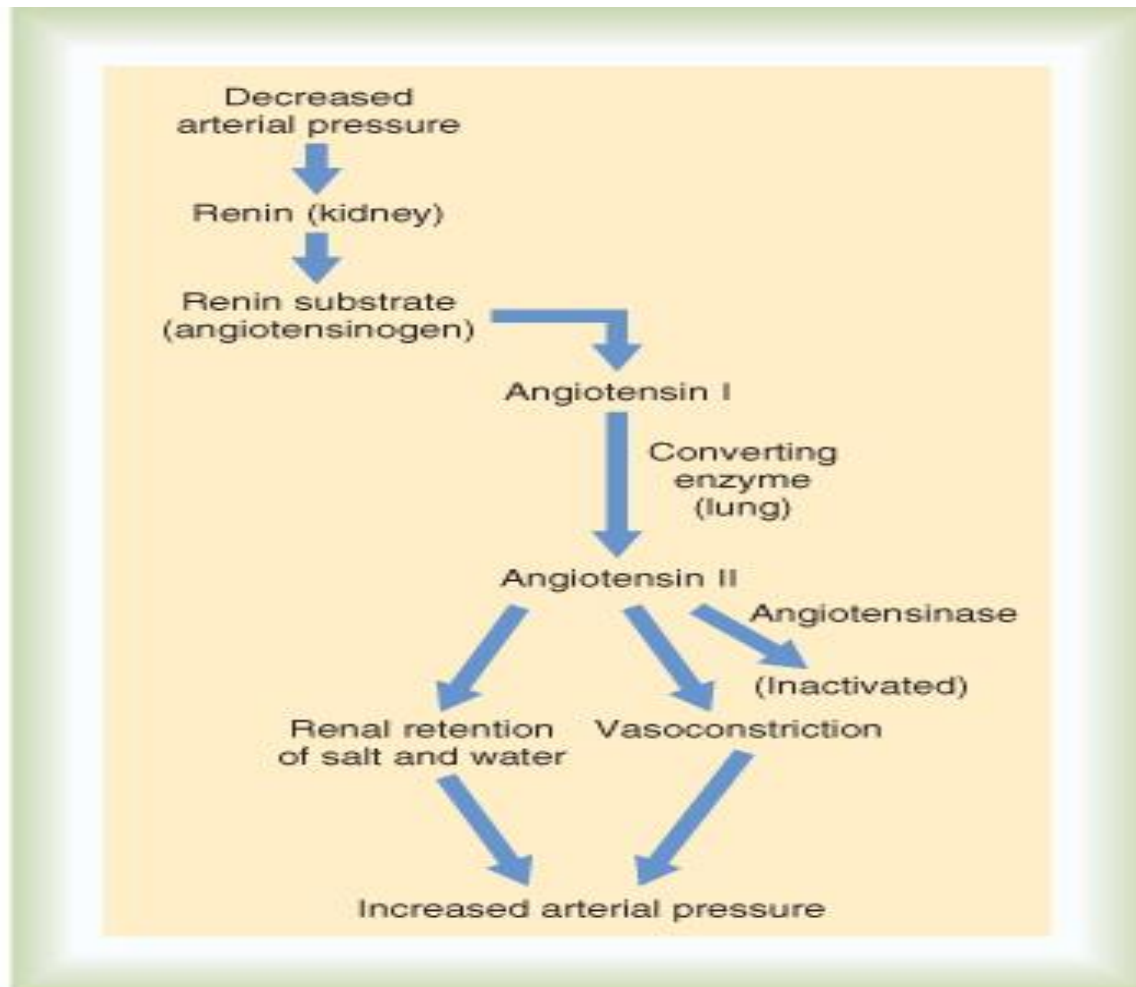 Decreased
arterial pressure
Renin (kidney)
Renin substrate
(angiotensinogen)
Angiotensin I
Converting
enzyme
(lung)
Angiotensin II
Angiotensinase
(Inactivated)
Renal retention
of salt and water
Vasoconstriction
Increased arterial pressure